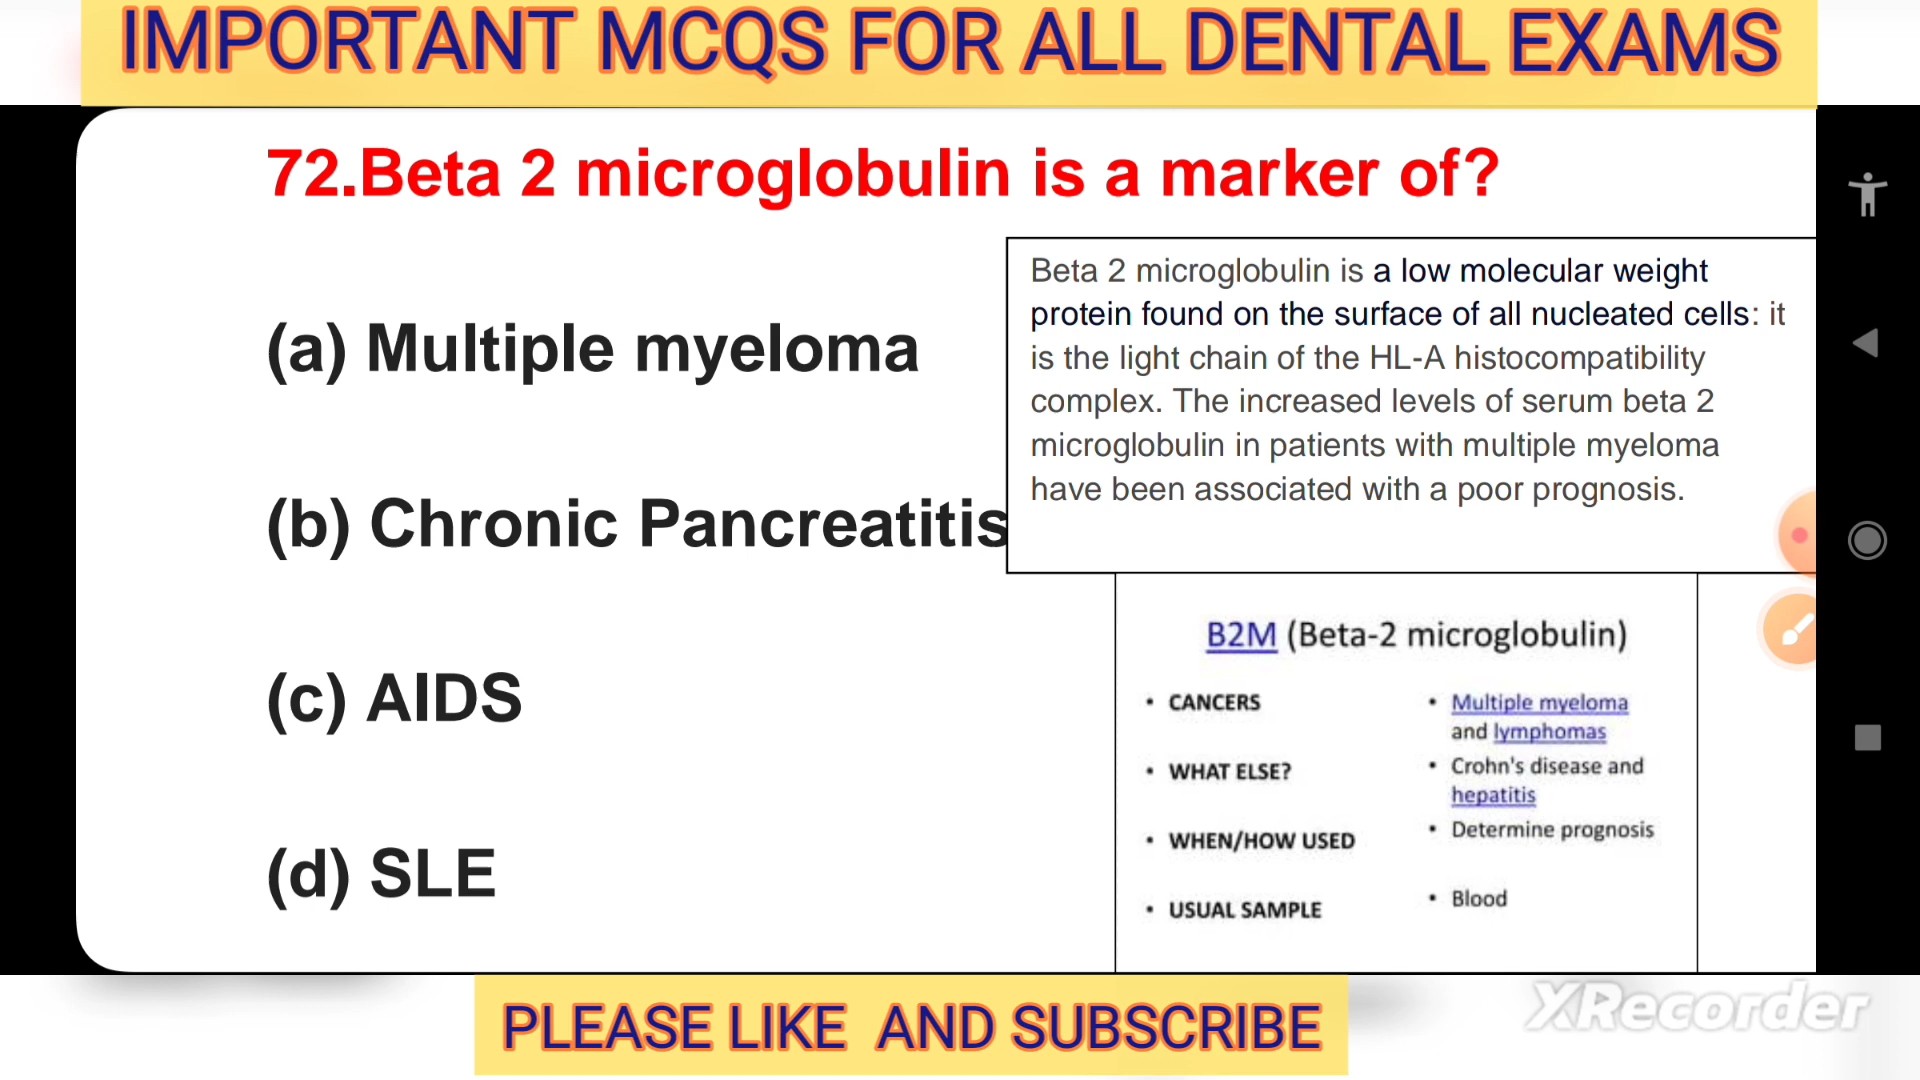 IMPORTANT MCQS FOR ALL DENTAL EXAMS
72.Beta 2 microglobulin is a marker of?
(a) Multiple myeloma
(b) Chronic Pancreatitis
(c) AIDS
(d) SLE
Beta 2 microglobulin is a low molecular weight
protein found on the surface of all nucleated cells: it
is the light chain of the HL-A histocompatibility
complex. The increased levels of serum beta 2
microglobulin in patients with multiple myeloma
have been associated with a poor prognosis.
B2M (Beta-2 microglobulin)
• CANCERS
• WHAT ELSE?
• WHEN/HOW USED
• USUAL SAMPLE
• Multiple myeloma
and lymphomas
• Crohn's disease and
hepatitis
• Determine prognosis
• Blood
PLEASE LIKE AND SUBSCRIBE
XRecorder